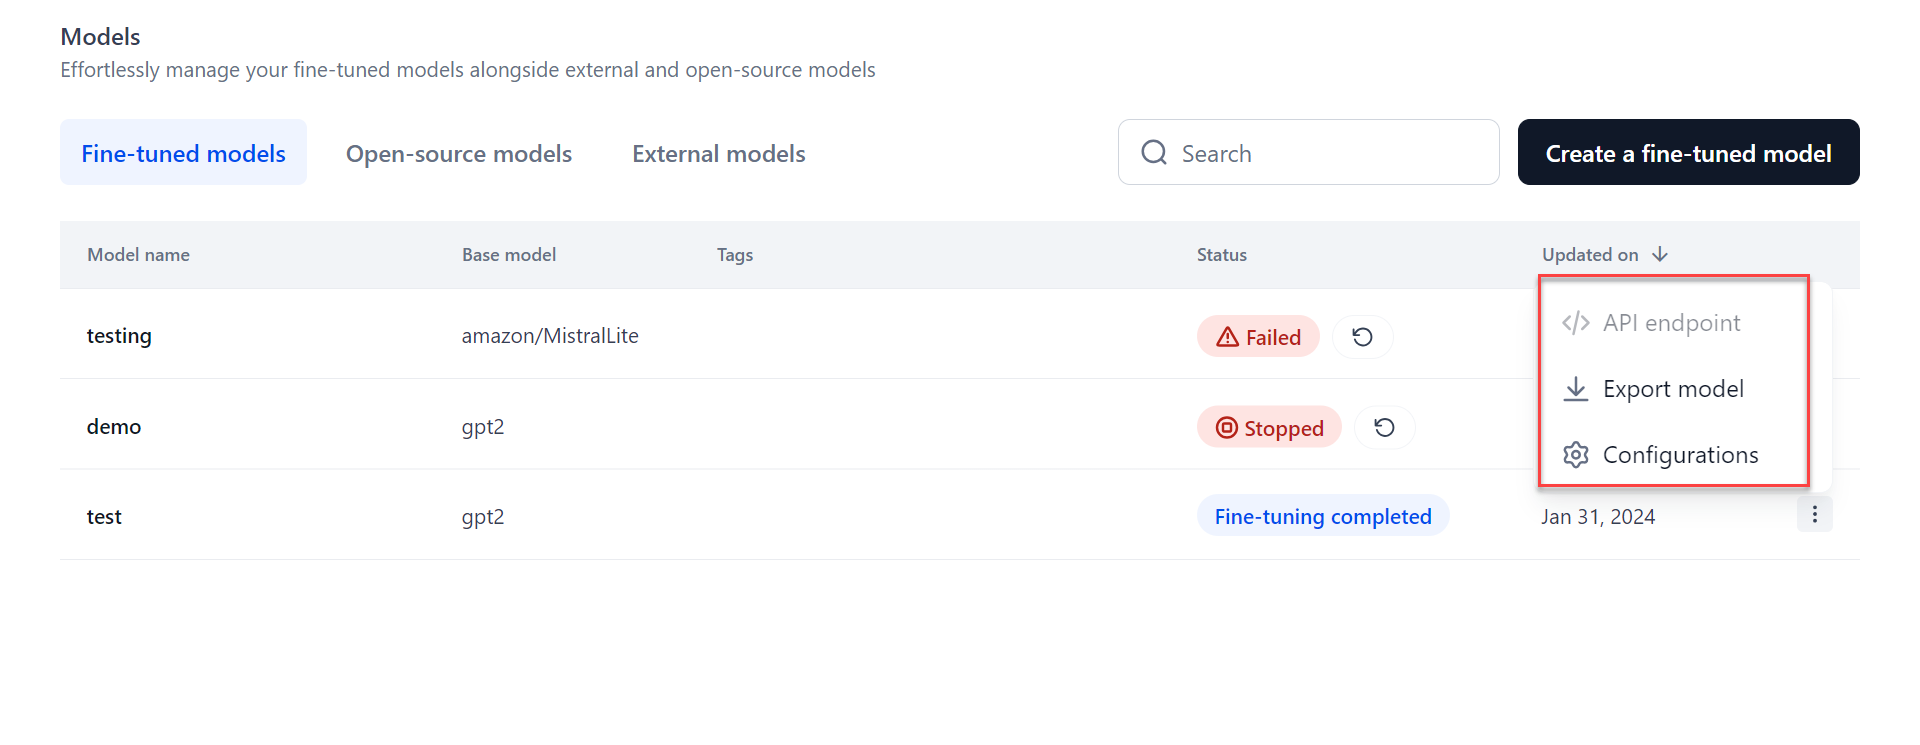 Models
Effortlessly manage your fine-tuned models alongside external and open-source models
Fine-tuned models Open-source models External models Search Create a fine-tuned model
Model name Base model Tags Status Updated on
testing amazon/MistralLite Failed
API endpoint
Export model
demo gpt2 Stopped
Configurations
test gpt2 Fine-tuning completed Jan 31, 2024